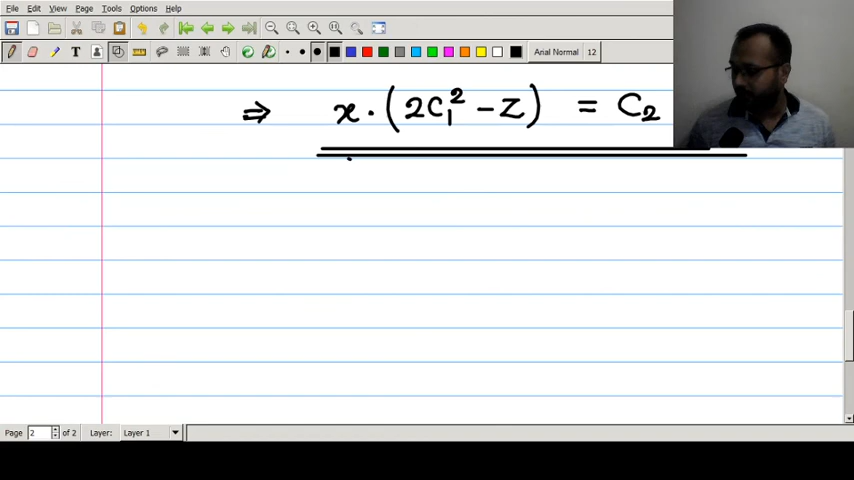 File Edit View Page Tools Options Help
Arial Normal 12
⇒ x · (2C₁² − Z) = C₂
Page 2 of 2 Layer: Layer 1